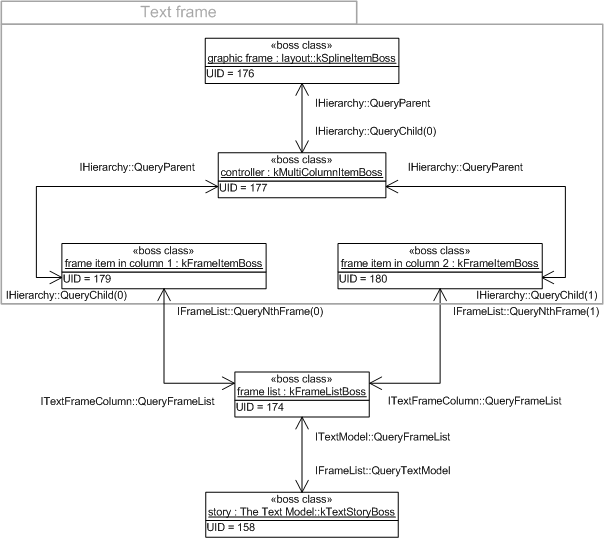 Text frame
«boss class»
graphic frame : layout::kSplineItemBoss
UID = 176
IHierarchy::QueryParent
IHierarchy::QueryChild(0)
«boss class»
controller : kMultiColumnItemBoss
UID = 177
IHierarchy::QueryParent
IHierarchy::QueryParent
«boss class»
frame item in column 1 : kFrameItemBoss
UID = 179
«boss class»
frame item in column 2 : kFrameItemBoss
UID = 180
IHierarchy::QueryChild(0)
IHierarchy::QueryChild(1)
IFrameList::QueryNthFrame(0)
IFrameList::QueryNthFrame(1)
«boss class»
frame list : kFrameListBoss
UID = 174
ITextFrameColumn::QueryFrameList
ITextFrameColumn::QueryFrameList
ITextModel::QueryFrameList
IFrameList::QueryTextModel
«boss class»
story : The Text Model::kTextStoryBoss
UID = 158